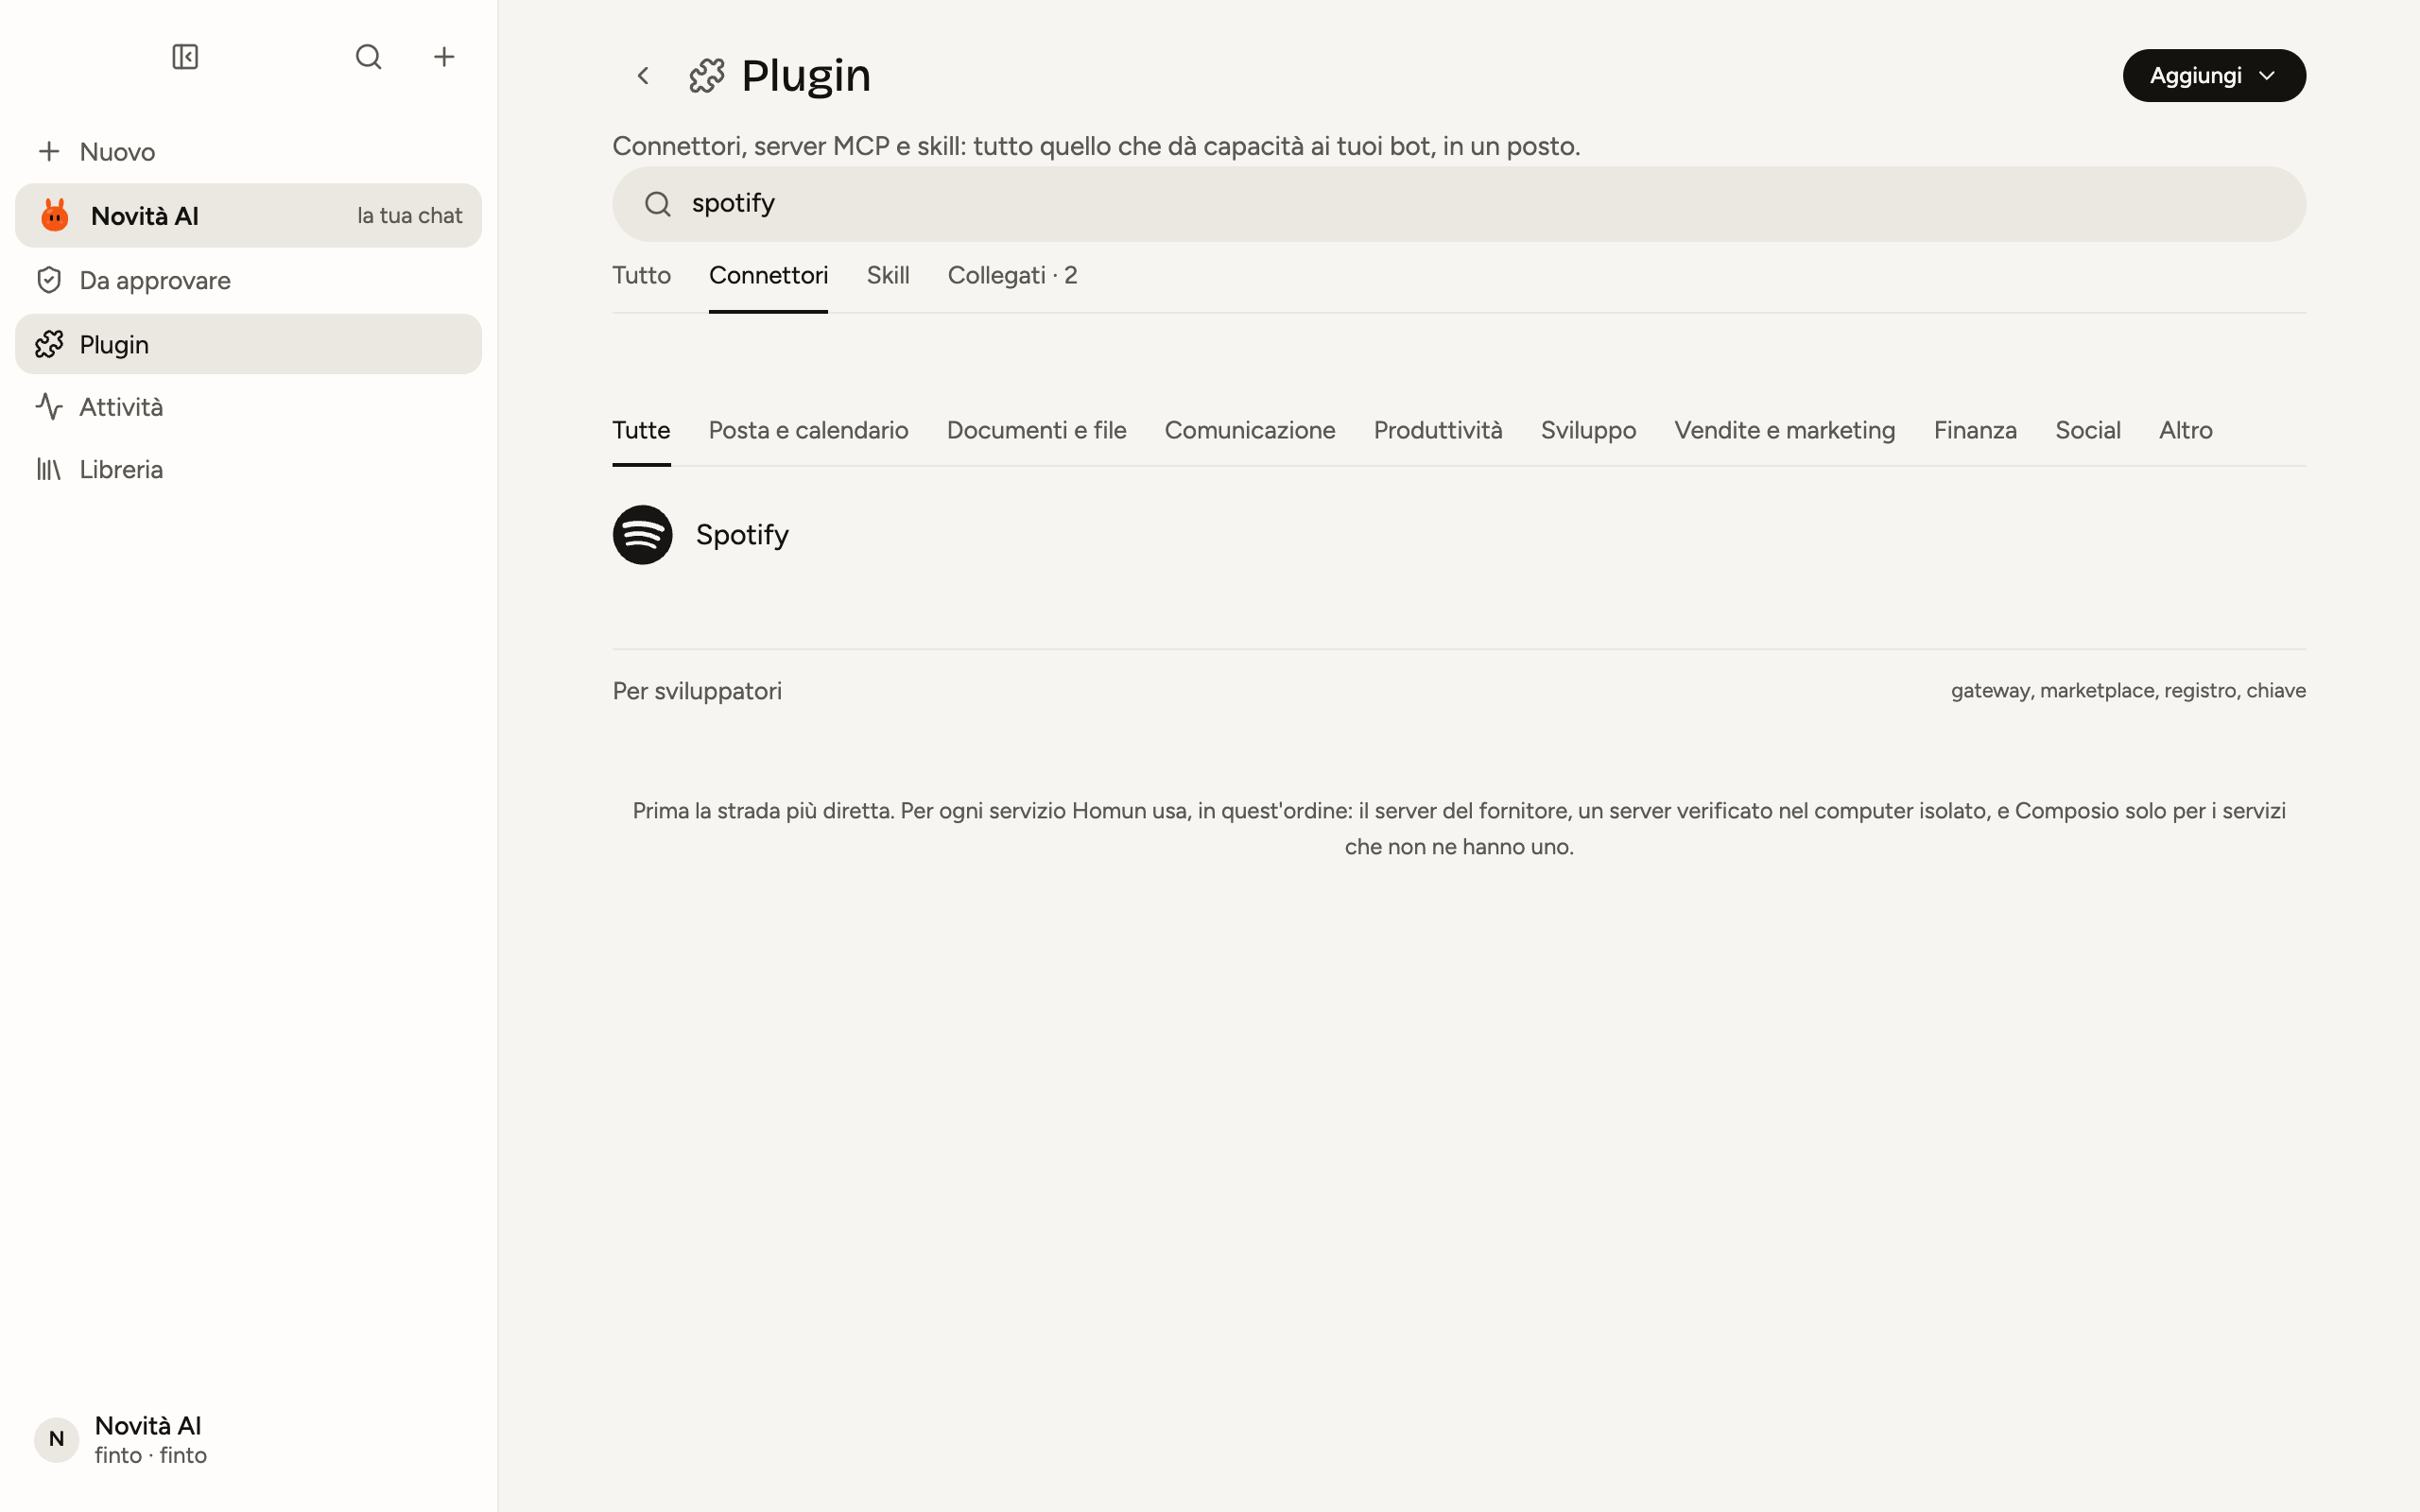 Nuovo
Novità AI la tua chat
Da approvare
Plugin
Attività
Libreria
Novità AI
N
finto · finto
Plugin
Aggiungi
Connettori, server MCP e skill: tutto quello che dà capacità ai tuoi bot, in un posto.
spotify
Tutto Connettori Skill Collegati · 2
Tutte Posta e calendario Documenti e file Comunicazione Produttività Sviluppo Vendite e marketing Finanza Social Altro
Spotify
Per sviluppatori gateway, marketplace, registro, chiave
Prima la strada più diretta. Per ogni servizio Homun usa, in quest'ordine: il server del fornitore, un server verificato nel computer isolato, e Composio solo per i servizi
che non ne hanno uno.